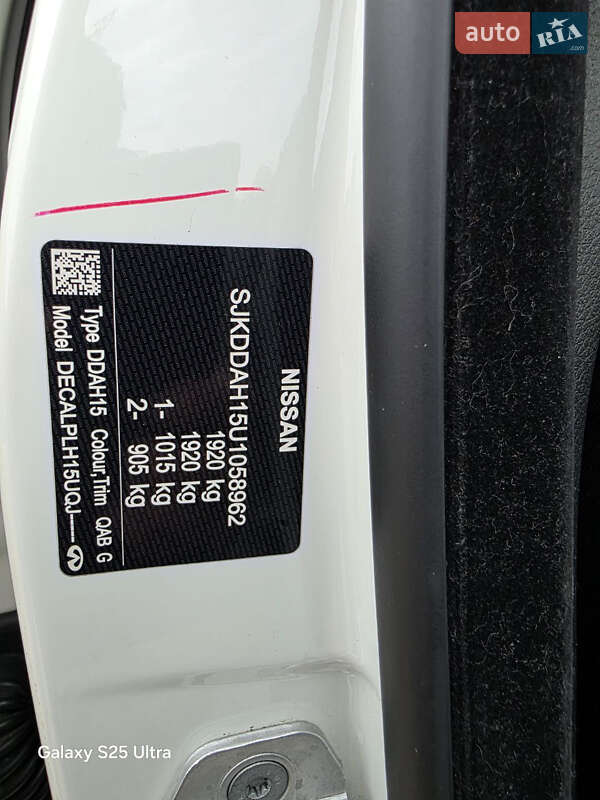 auto RIA
.com
NISSAN
SJKDDAH15U1058962
1920 kg
1920 kg
1- 1015 kg
2- 905 kg
Type DDAH15 Colour,Trim QAB G
Model DECALPLH15UQJ-----
Galaxy S25 Ultra